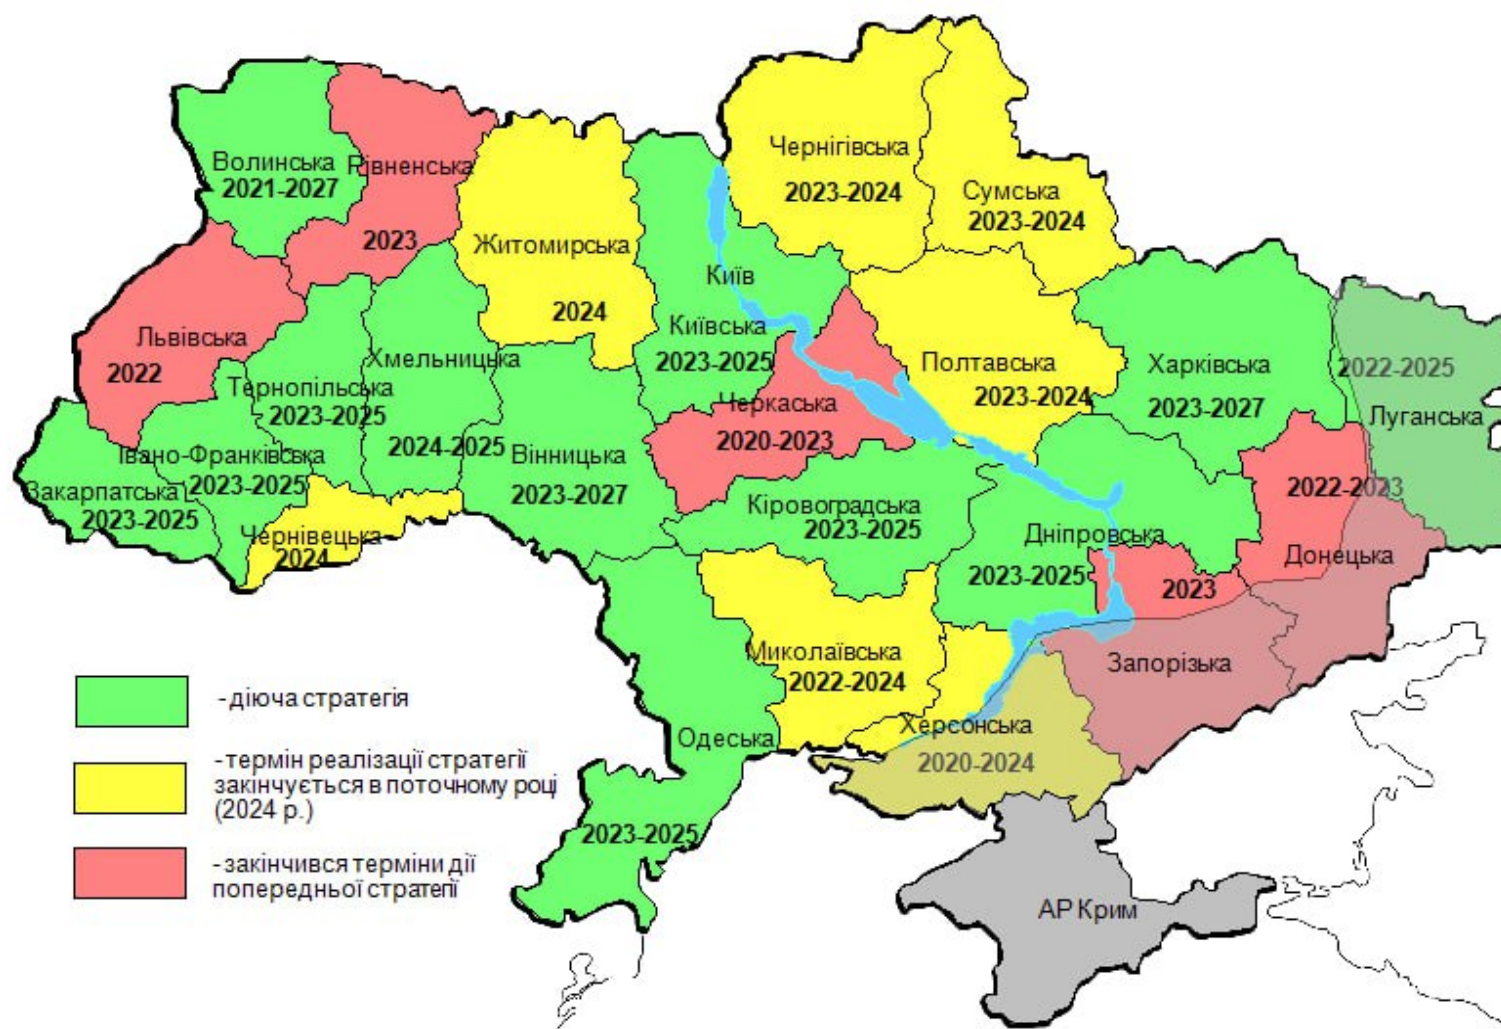 Волинська
2021-2027
Рівненська
2023
Житомирська
2024
Чернігівська
2023-2024
Сумська
2023-2024
Київ
Київська
2023-2025
Львівська
2022
Тернопільська
2023-2025
Хмельницька
2024-2025
Вінницька
2023-2027
Черкаська
2020-2023
Полтавська
2023-2024
Харківська
2023-2027
2022-2025
Луганська
Івано-Франківська
2023-2025
Закарпатська
2023-2025
Чернівецька
2024
Кіровоградська
2023-2025
Дніпровська
2023-2025
2022-2023
Донецька
2023
Запорізька
Миколаївська
2022-2024
Херсонська
2020-2024
Одеська
2023-2025
АР Крим
- діюча стратегія
- термін реалізації стратегії
закінчується в поточному році
(2024 р.)
- закінчився терміни дії
попередньої стратегії